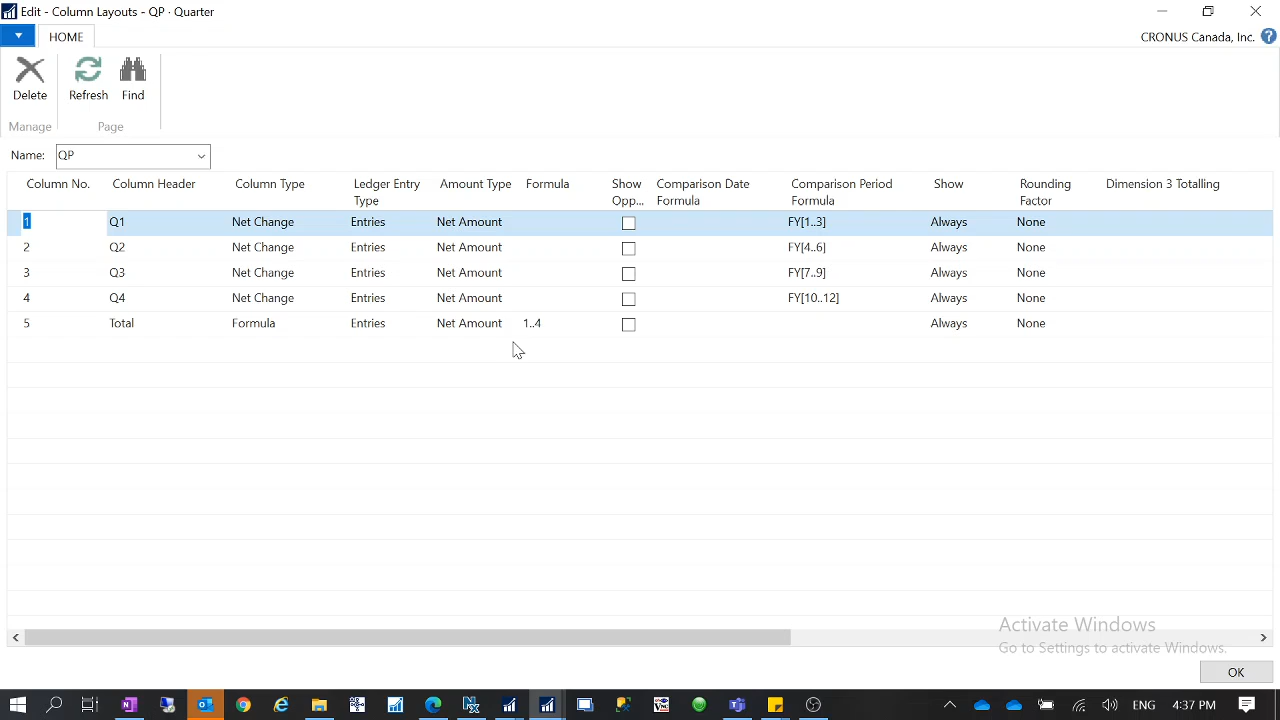 Edit - Column Layouts - QP · Quarter
HOME
CRONUS Canada, Inc.
Delete
Refresh
Find
Manage
Page
Name: QP
Column No. Column Header Column Type Ledger Entry Type Amount Type Formula Show Opp... Comparison Date Formula Comparison Period Formula Show Rounding Factor Dimension 3 Totalling
1 Q1 Net Change Entries Net Amount FY[1..3] Always None
2 Q2 Net Change Entries Net Amount FY[4..6] Always None
3 Q3 Net Change Entries Net Amount FY[7..9] Always None
4 Q4 Net Change Entries Net Amount FY[10..12] Always None
5 Total Formula Entries Net Amount 1..4 Always None
Activate Windows
Go to Settings to activate Windows.
OK
ENG 4:37 PM